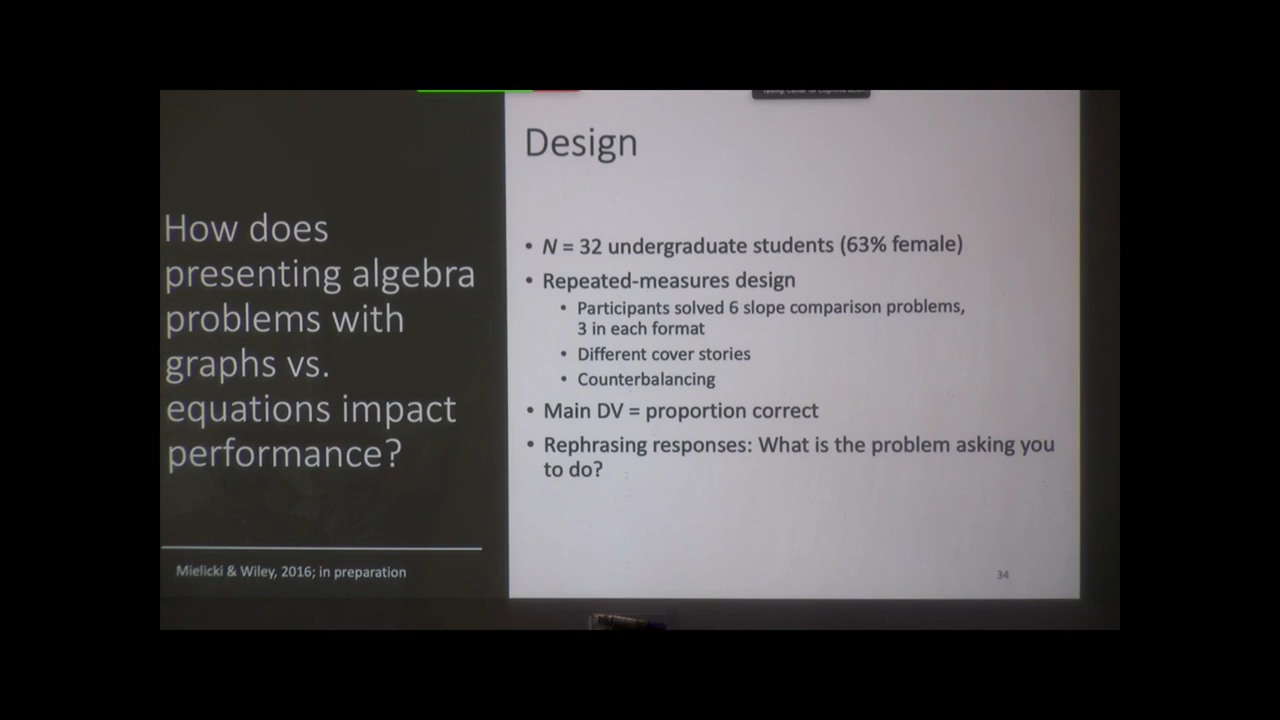 How does
presenting algebra
problems with
graphs vs.
equations impact
performance?
Mielicki & Wiley, 2016; in preparation
Design
• N = 32 undergraduate students (63% female)
• Repeated-measures design
• Participants solved 6 slope comparison problems,
3 in each format
• Different cover stories
• Counterbalancing
• Main DV = proportion correct
• Rephrasing responses: What is the problem asking you
to do?
34